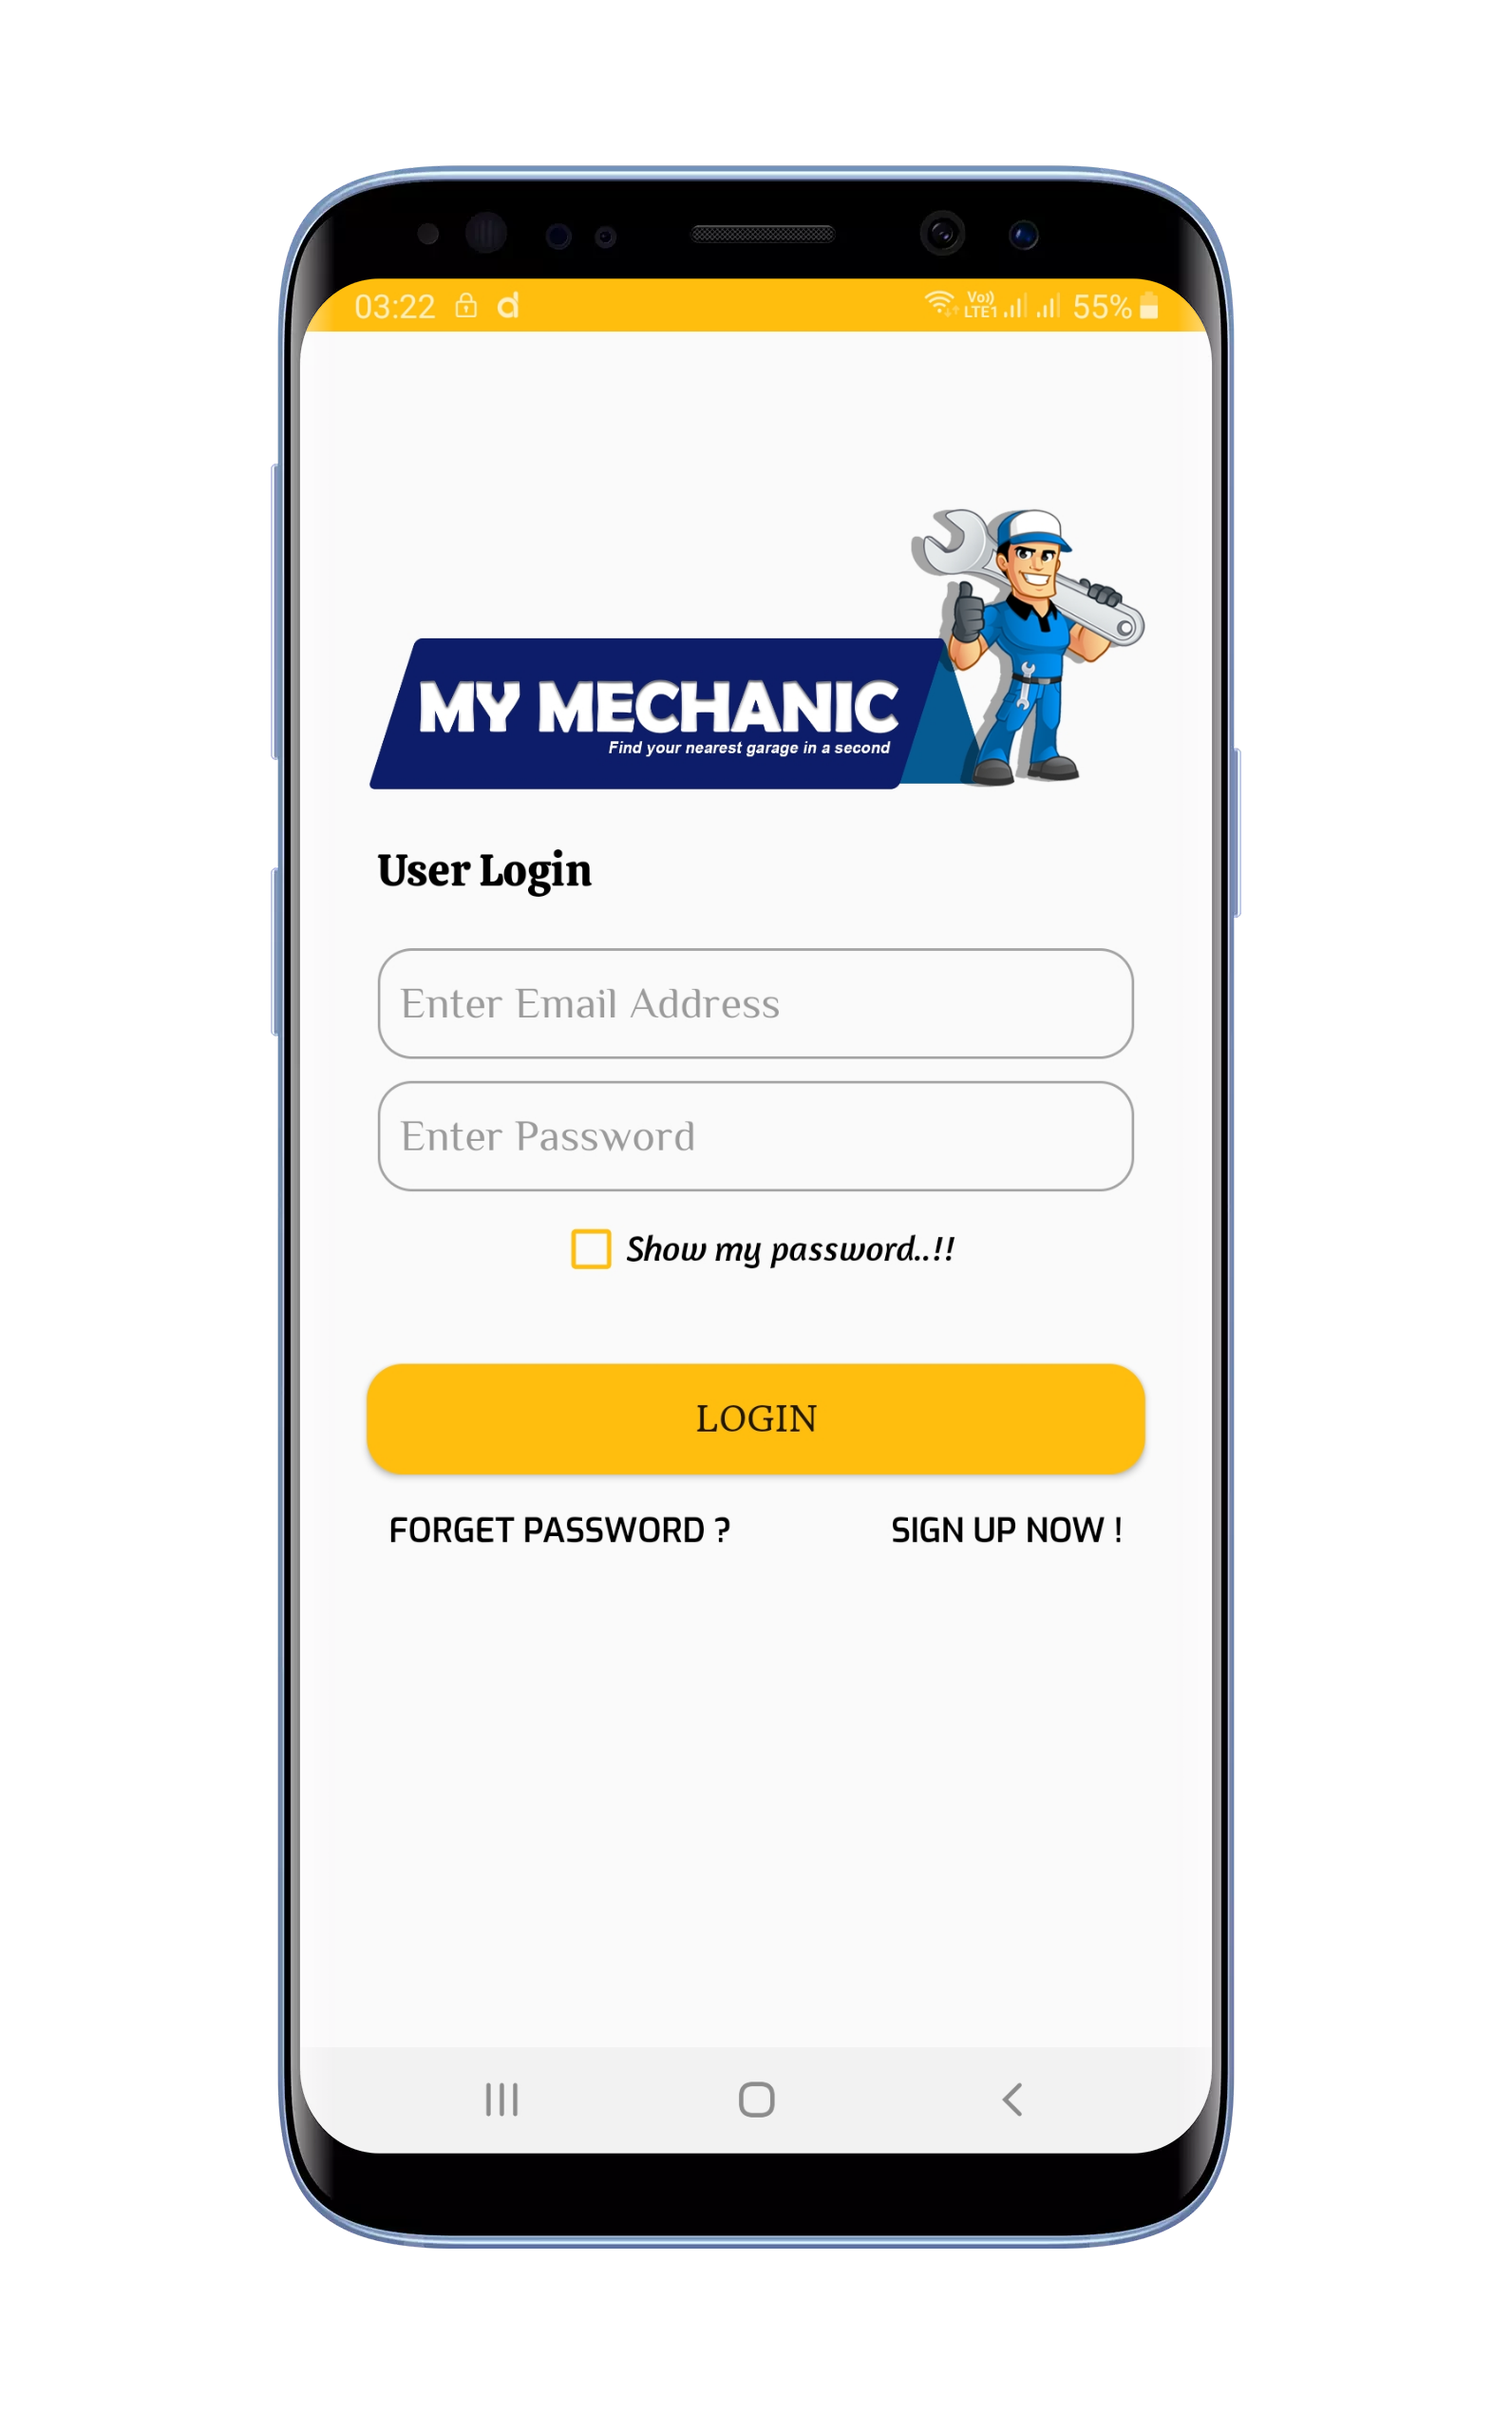 03:22
Vo)) LTE1 55%
MY MECHANIC
Find your nearest garage in a second
User Login
Enter Email Address
Enter Password
Show my password..!!
LOGIN
FORGET PASSWORD ?
SIGN UP NOW !